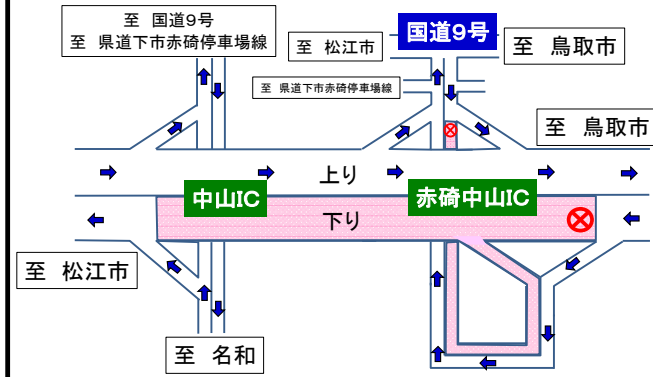 至 国道9号
至 県道下市赤碕停車場線
至 松江市
国道9号
至 鳥取市
至 県道下市赤碕停車場線
至 鳥取市
上り
中山IC
赤碕中山IC
下り
至 松江市
至 名和